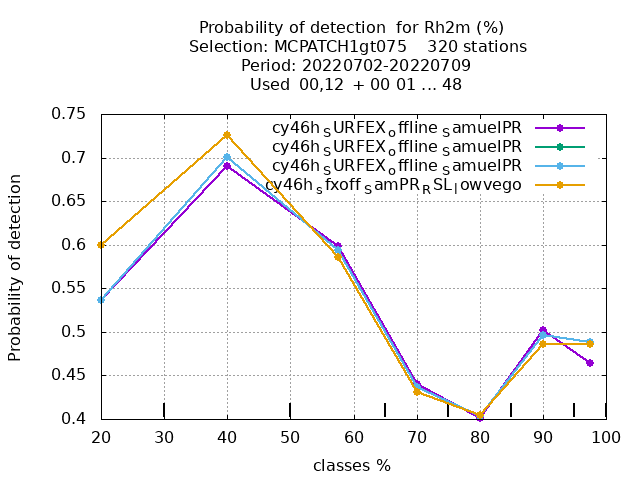 Probability of detection for Rh2m (%)
Selection: MCPATCH1gt075 320 stations
Period: 20220702-20220709
Used 00,12 + 00 01 ... 48
cy46h_SURFEX_offline_SamuelPR
cy46h_SURFEX_offline_SamuelPR
cy46h_SURFEX_offline_SamuelPR
cy46h_sfxoff_SamPR_RSL_lowvego
Probability of detection
0.75
0.7
0.65
0.6
0.55
0.5
0.45
0.4
20 30 40 50 60 70 80 90 100
classes %